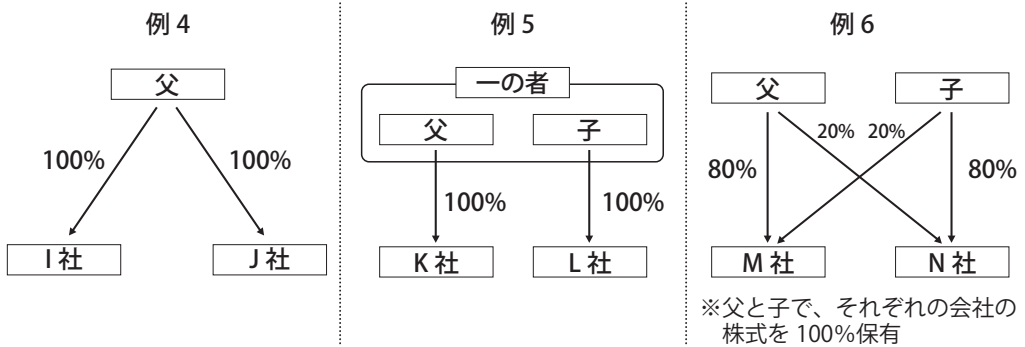 例 4
父
100%
100%
I 社
J 社
例 5
一の者
父
子
100%
100%
K 社
L 社
例 6
父
子
20%
20%
80%
80%
M 社
N 社
※父と子で、それぞれの会社の
株式を 100%保有